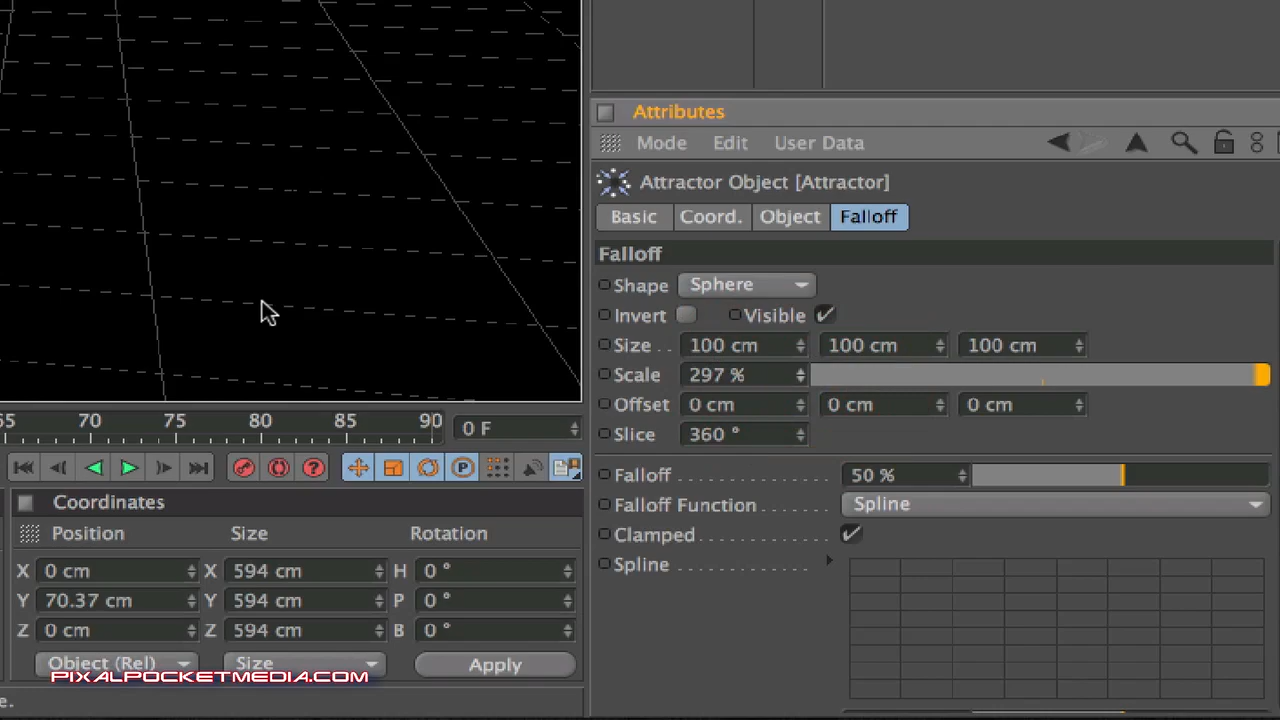 Attributes
Mode Edit User Data
Attractor Object [Attractor]
Basic Coord. Object Falloff
Falloff
Shape Sphere
Invert Visible
Size . . 100 cm 100 cm 100 cm
Scale 297 %
Offset 0 cm 0 cm 0 cm
Slice 360 °
Falloff . . . . . . . . . . . . 50 %
Falloff Function . . . . . Spline
Clamped . . . . . . . . . .
Spline . . . . . . . . . . . .
65 70 75 80 85 90 0 F
P
Coordinates
Position Size Rotation
X 0 cm X 594 cm H 0 °
Y 70.37 cm Y 594 cm P 0 °
Z 0 cm Z 594 cm B 0 °
Object (Rel) Size Apply
PIXALPOCKETMEDIA.COM
e.